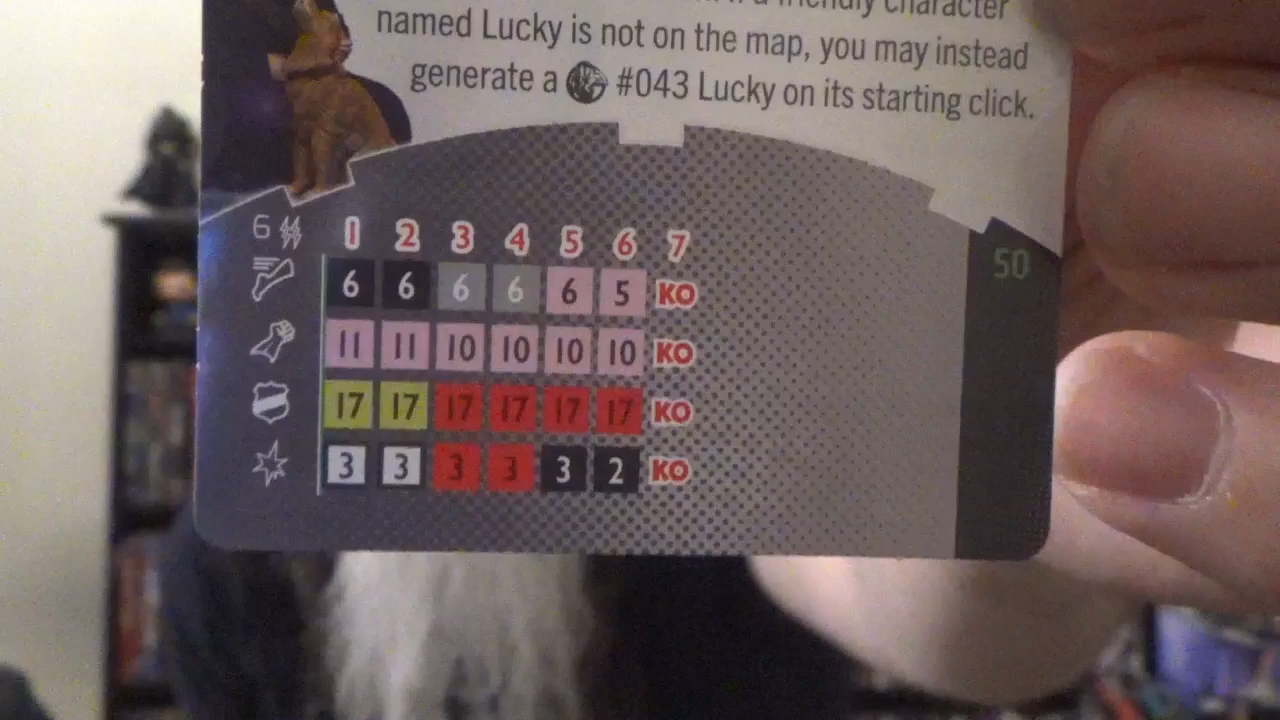 a friendly character
named Lucky is not on the map, you may instead
generate a #043 Lucky on its starting click.
6 1 2 3 4 5 6 7
50
6 6 6 6 6 5 KO
11 11 10 10 10 10 KO
17 17 17 17 17 17 KO
3 3 3 3 3 2 KO